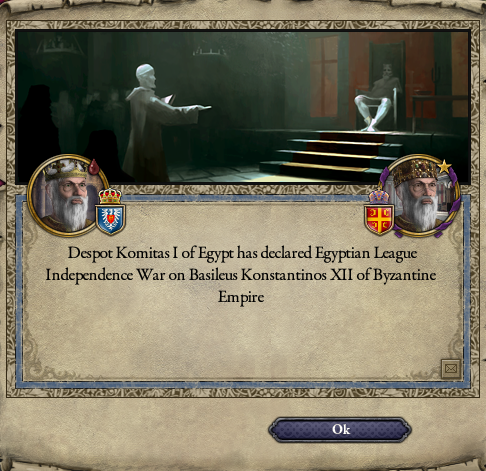 Despot Komitas I of Egypt has declared Egyptian League
Independence War on Basileus Konstantinos XII of Byzantine
Empire
Ok